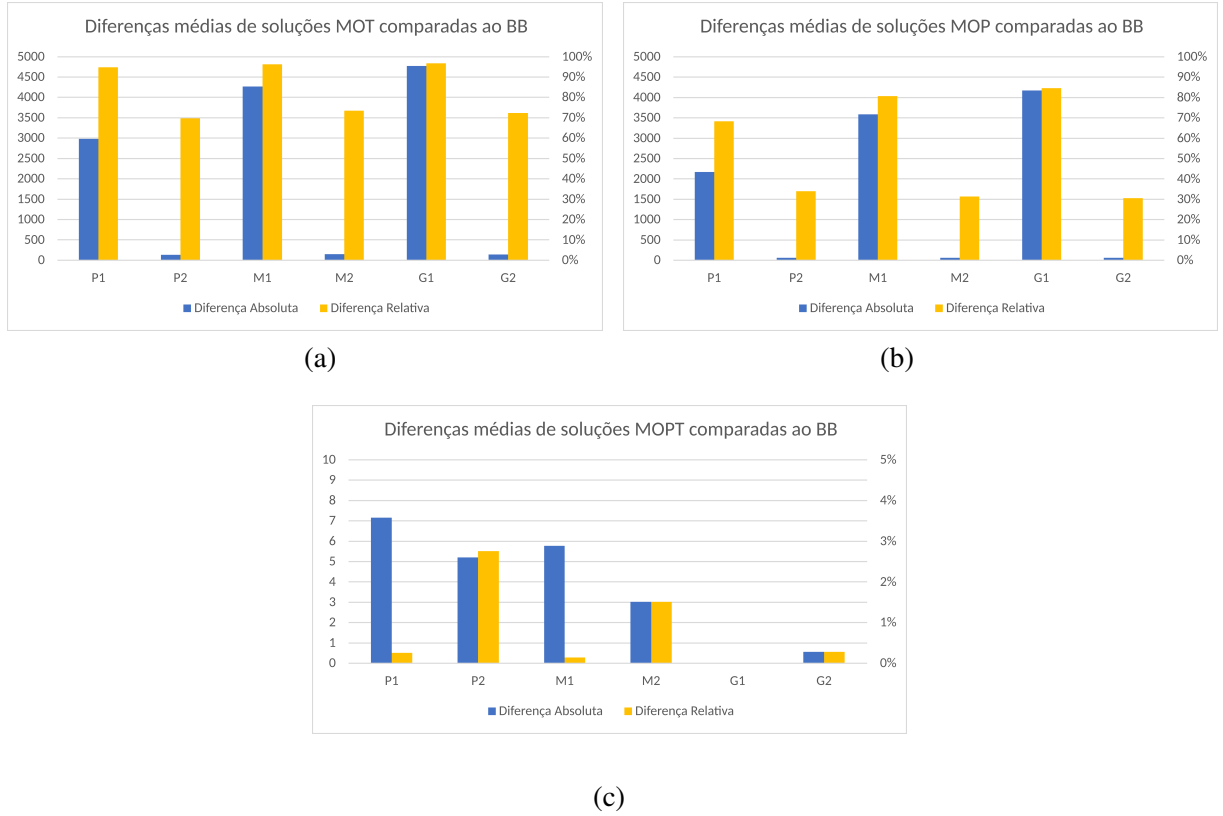 Diferenças médias de soluções MOT comparadas ao BB
5000 100%
4500 90%
4000 80%
3500 70%
3000 60%
2500 50%
2000 40%
1500 30%
1000 20%
500 10%
0 0%
P1 P2 M1 M2 G1 G2
Diferença Absoluta Diferença Relativa
(a)
Diferenças médias de soluções MOP comparadas ao BB
5000 100%
4500 90%
4000 80%
3500 70%
3000 60%
2500 50%
2000 40%
1500 30%
1000 20%
500 10%
0 0%
P1 P2 M1 M2 G1 G2
Diferença Absoluta Diferença Relativa
(b)
Diferenças médias de soluções MOPT comparadas ao BB
10 5%
9
8 4%
7
6 3%
5
4 2%
3
2 1%
1
0 0%
P1 P2 M1 M2 G1 G2
Diferença Absoluta Diferença Relativa
(c)